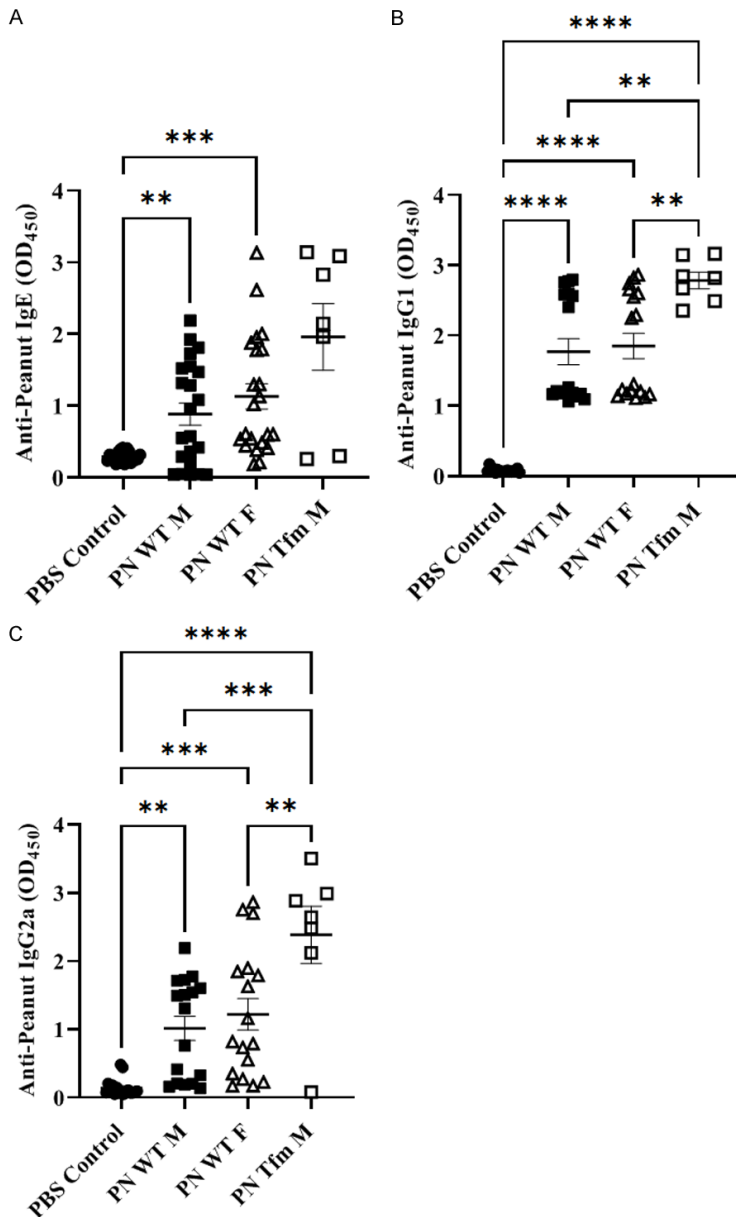 A
***
**
Anti-Peanut IgE (OD450)
4
3
2
1
0
PBS Control
PN WT M
PN WT F
PN Tfm M
B
****
**
****
****
**
Anti-Peanut IgG1 (OD450)
4
3
2
1
0
PBS Control
PN WT M
PN WT F
PN Tfm M
C
****
***
***
**
**
Anti-Peanut IgG2a (OD450)
4
3
2
1
0
PBS Control
PN WT M
PN WT F
PN Tfm M